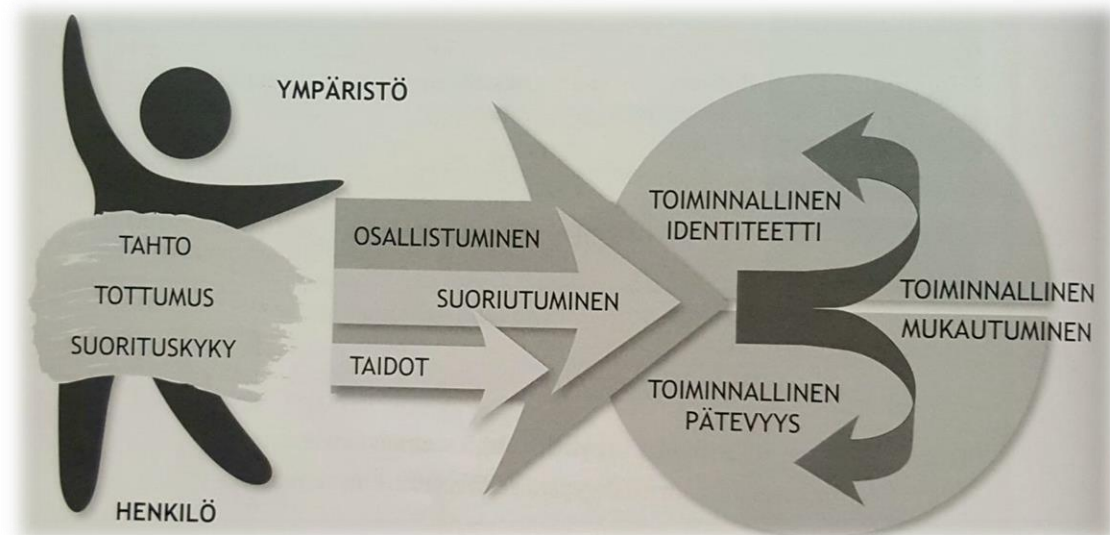 YMPÄRISTÖ
TAHTO
TOTTUMUS
SUORITUSKYKY
HENKILÖ
OSALLISTUMINEN
SUORIUTUMINEN
TAIDOT
TOIMINNALLINEN
IDENTITEETTI
TOIMINNALLINEN
MUKAUTUMINEN
TOIMINNALLINEN
PÄTEVYYS